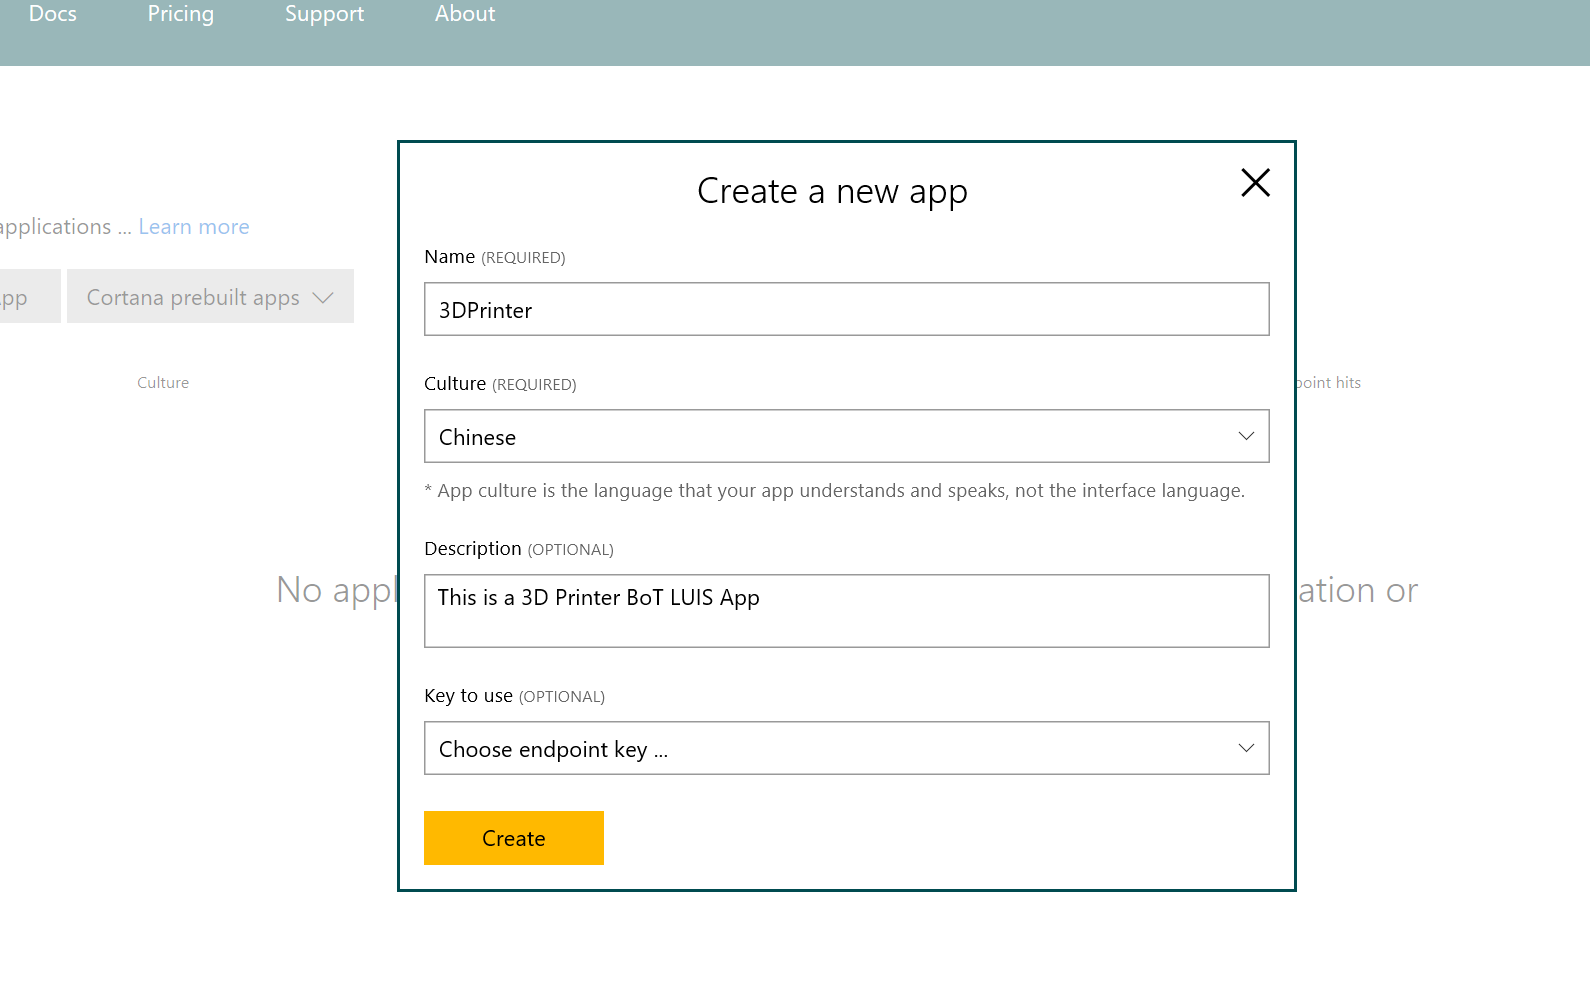 Docs Pricing Support About
Create a new app
Name (REQUIRED)
applications ... Learn more
3DPrinter
App Cortana prebuilt apps
Culture
Culture (REQUIRED)
point hits
Chinese
* App culture is the language that your app understands and speaks, not the interface language.
Description (OPTIONAL)
No appl
ation or
This is a 3D Printer BoT LUIS App
Key to use (OPTIONAL)
Choose endpoint key ...
Create